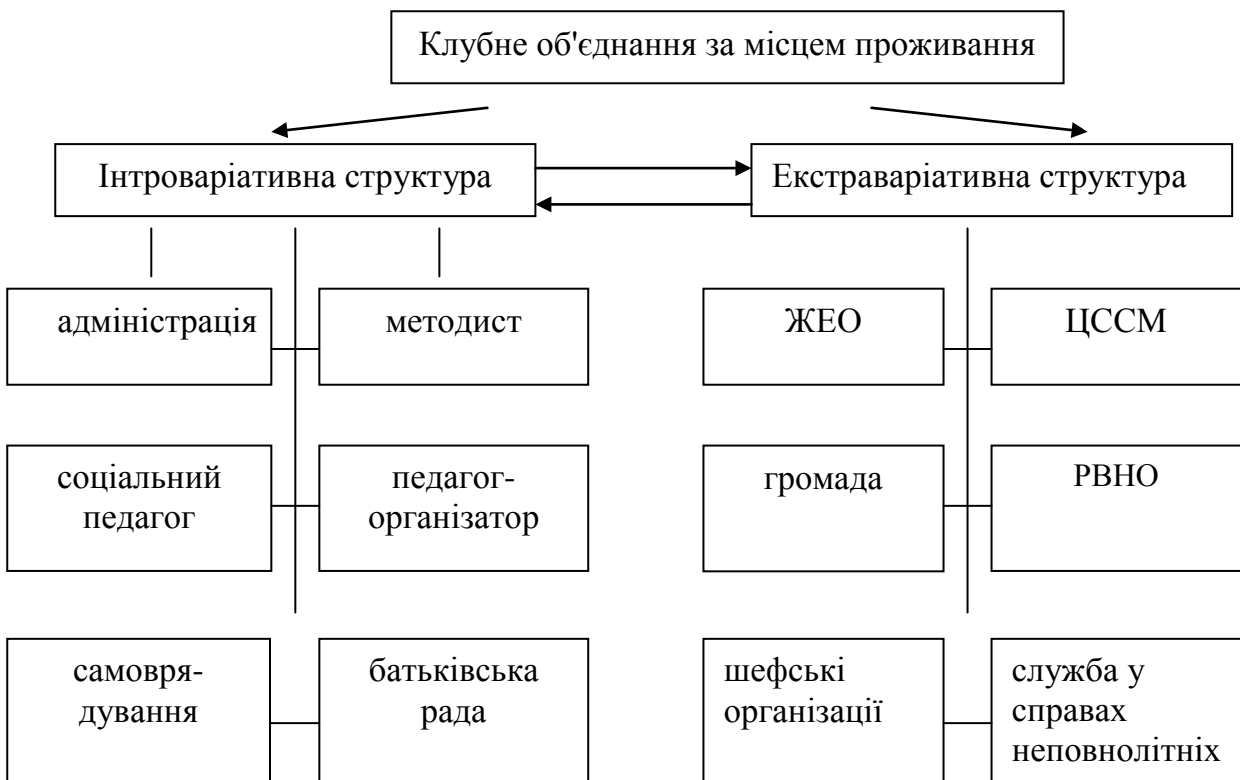 Клубне об'єднання за місцем проживання
Інтроваріативна структура
Екстраваріативна структура
адміністрація
методист
ЖЕО
ЦССМ
соціальний
педагог
педагог-
організатор
громада
РВНО
самовря-
дування
батьківська
рада
шефські
організації
служба у
справах
неповнолітніх